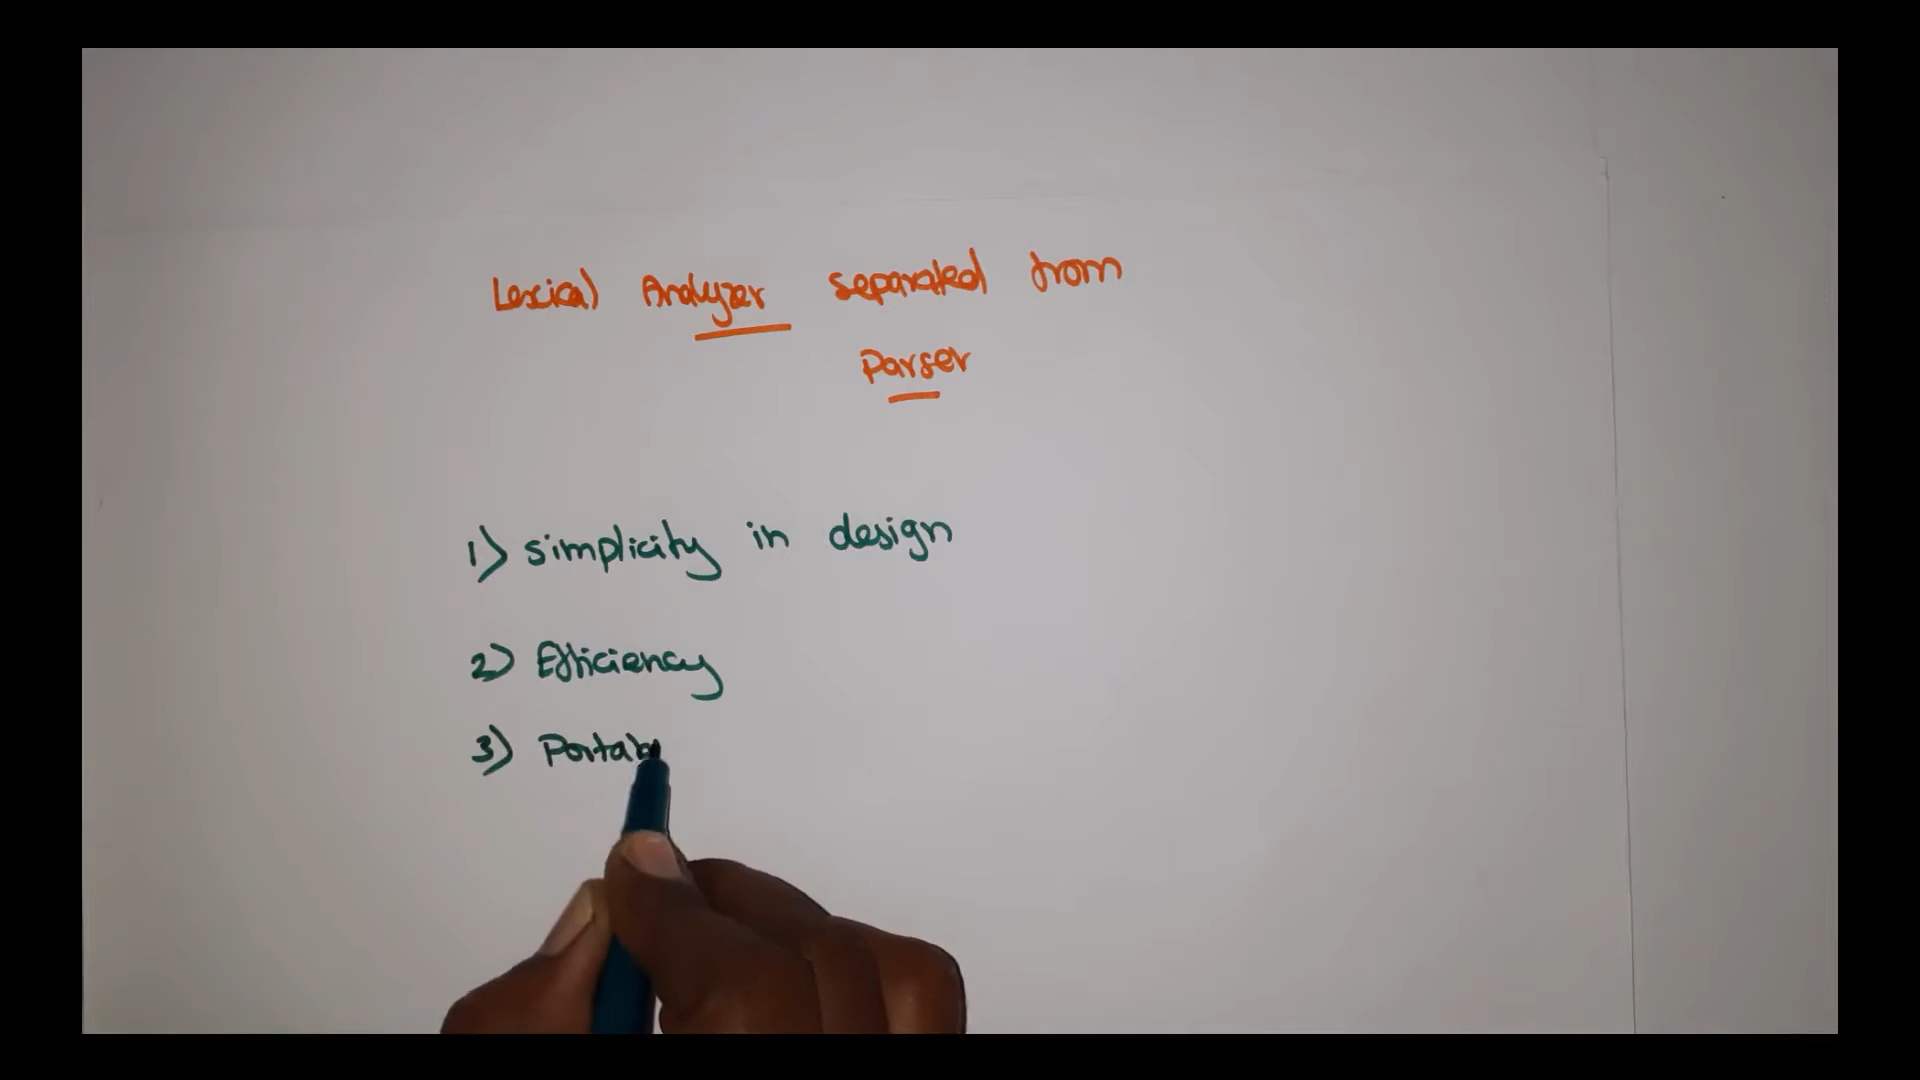 Lexical Analyzer separated from
Parser
1) simplicity in design
2) Efficiency
3) Portab